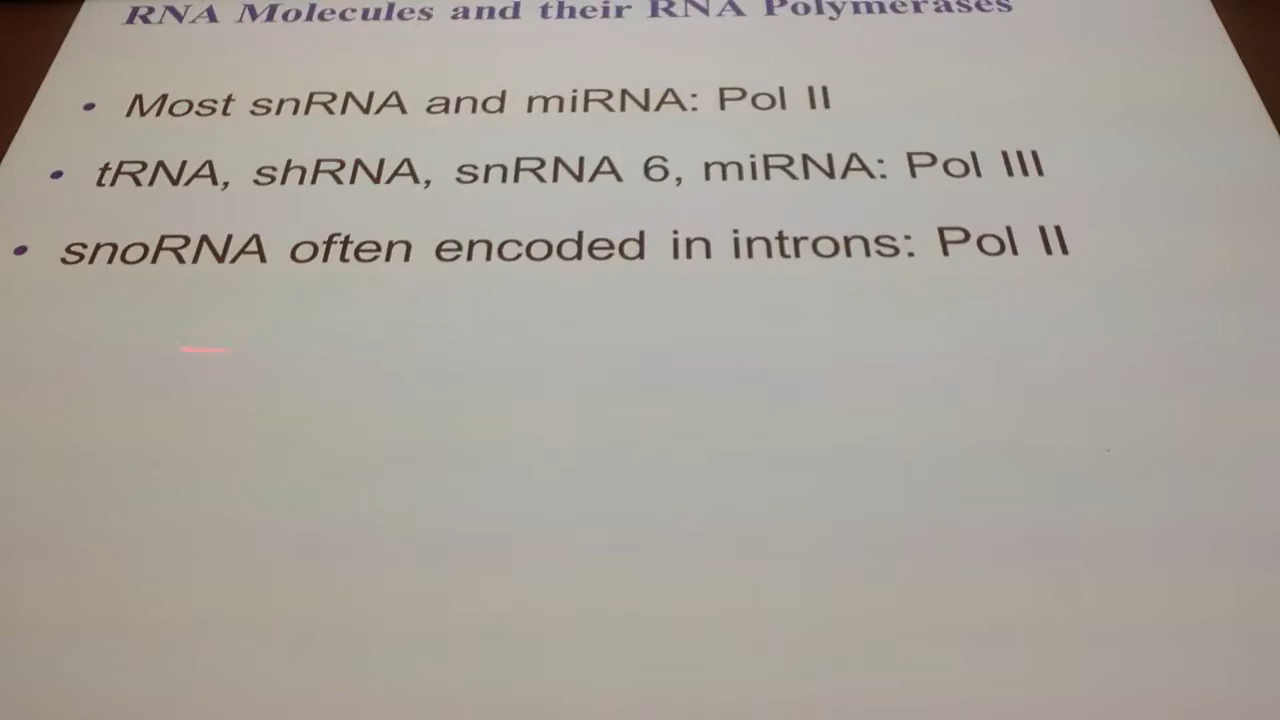 RNA Molecules and their RNA Polymerases
• Most snRNA and miRNA: Pol II
• tRNA, shRNA, snRNA 6, miRNA: Pol III
• snoRNA often encoded in introns: Pol II